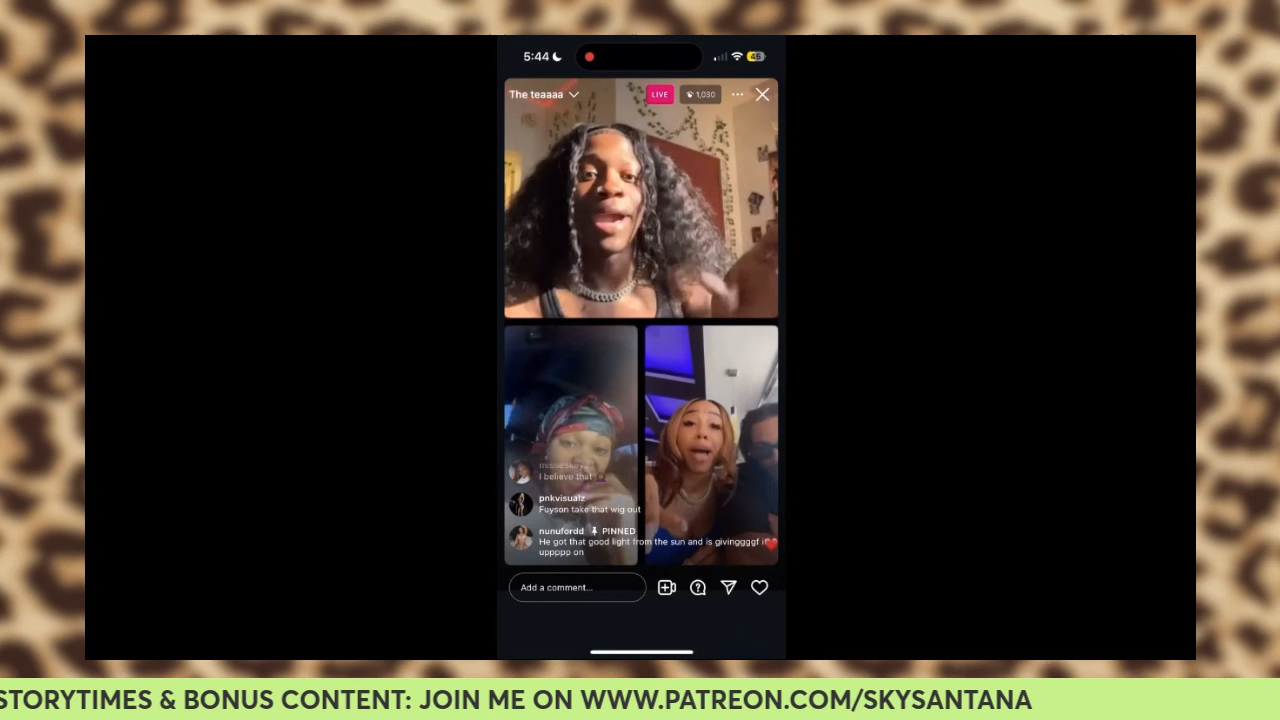 5:44
45
The teaaaa
LIVE
1,030
I believe that
pnkvisualz
Fuyson take that wig out
nunufordd PINNED
He got that good light from the sun and is givinggggf
uppppp on
Add a comment...
STORYTIMES & BONUS CONTENT: JOIN ME ON WWW.PATREON.COM/SKYSANTANA